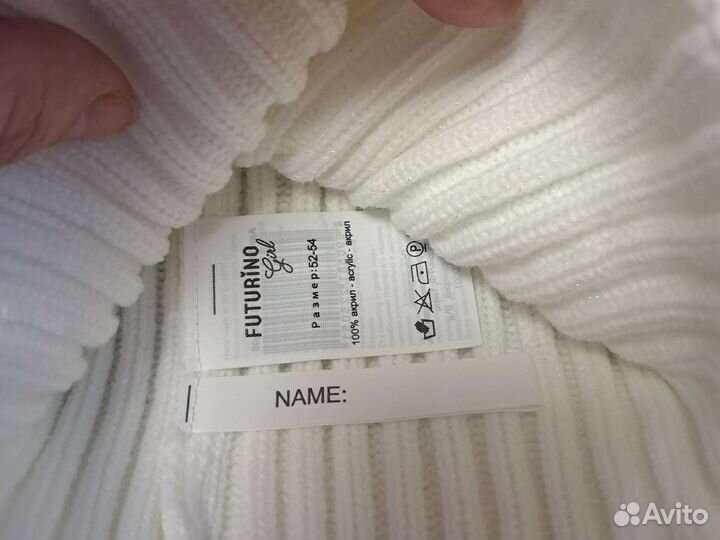 FUTURINO
Girl
Размер:52-54
100% акрил - acrylic - акрил
NAME:
Avito